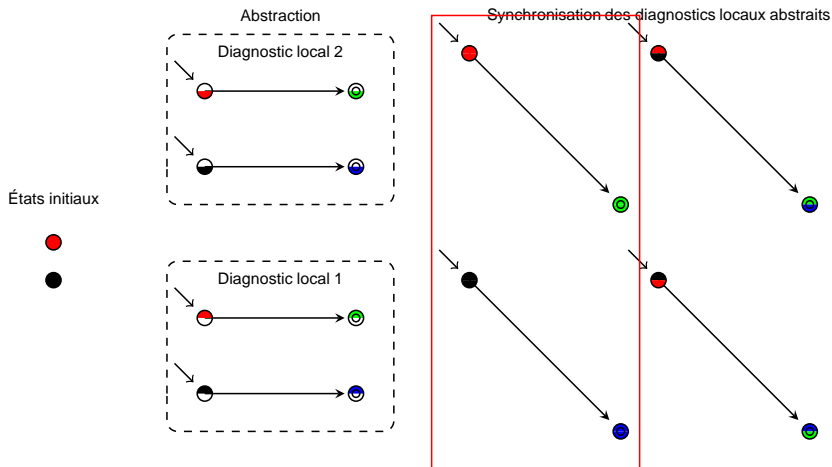 Abstraction
Synchronisation des diagnostics locaux abstraits
Diagnostic local 2
États initiaux
Diagnostic local 1